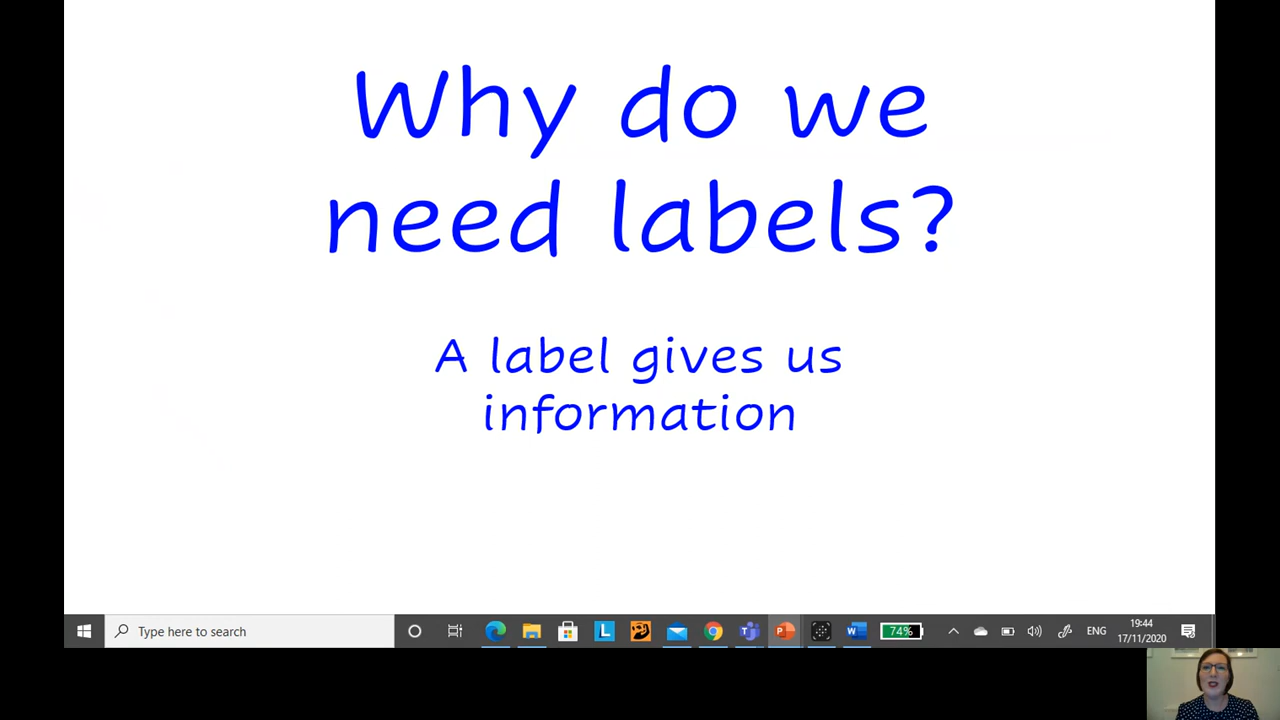 Why do we
need labels?
A label gives us
information
Type here to search
L
74%
ENG
19:44
17/11/2020